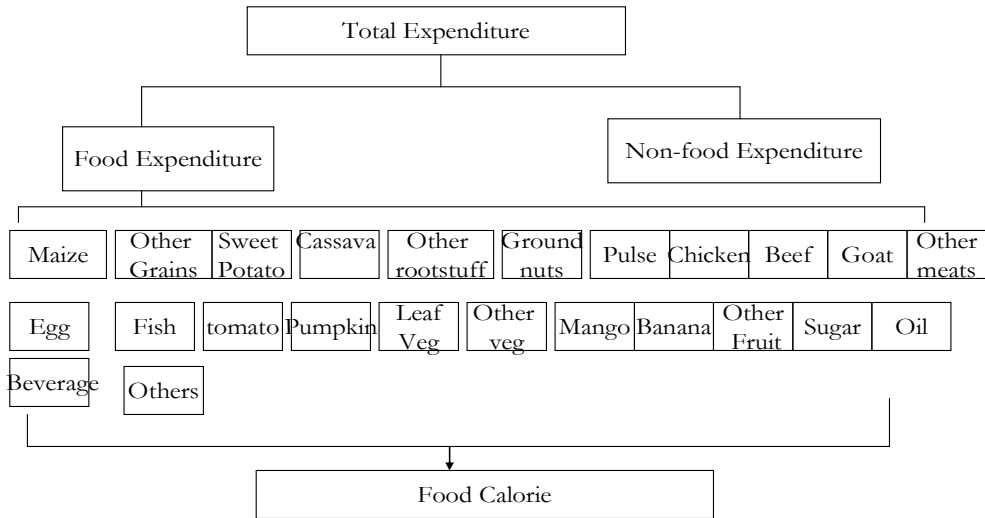 Total Expenditure
Food Expenditure
Non-food Expenditure
Maize
Other
Grains
Sweet
Potato
Cassava
Other
rootstuff
Ground
nuts
Pulse
Chicken
Beef
Goat
Other
meats
Egg
Fish
tomato
Pumpkin
Leaf
Veg
Other
veg
Mango
Banana
Other
Fruit
Sugar
Oil
Beverage
Others
Food Calorie